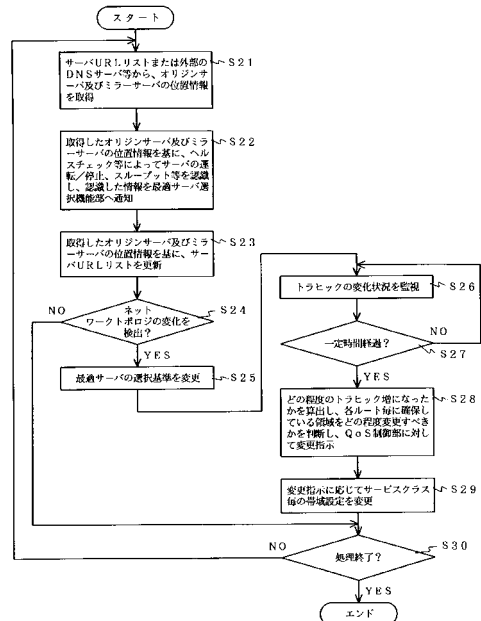 スタート
サーバURLリストまたは外部の
DNSサーバ等から、オリジンサ
ーバ及びミラーサーバの位置情報
を取得
S21
取得したオリジンサーバ及びミラ
ーサーバの位置情報を基に、ヘル
スチェック等によってサーバの運
転/停止、スループット等を認識
し、認識した情報を最適サーバ選
択機能部へ通知
S22
取得したオリジンサーバ及びミラ
ーサーバの位置情報を基に、サー
バURLリストを更新
S23
ネット
ワークトポロジの変化を
検出?
S24
NO
YES
最適サーバの選択基準を変更
S25
トラヒックの変化状況を監視
S26
一定時間経過?
S27
NO
YES
どの程度のトラヒック増になった
かを算出し、各ルート毎に確保し
ている領域をどの程度変更すべき
かを判断し、QoS制御部に対し
て変更指示
S28
変更指示に応じてサービスクラス
毎の帯域設定を変更
S29
処理終了?
S30
NO
YES
エンド